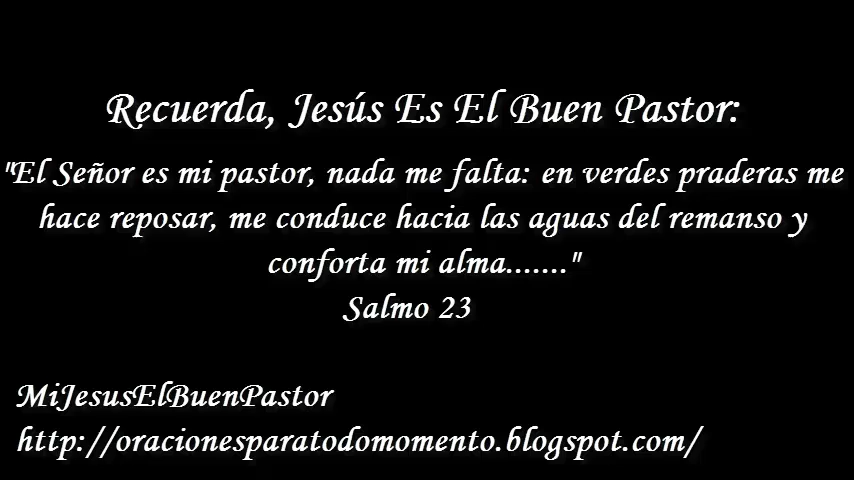 Recuerda, Jesús Es El Buen Pastor:
"El Señor es mi pastor, nada me falta: en verdes praderas me
hace reposar, me conduce hacia las aguas del remanso y
conforta mi alma......."
Salmo 23
MiJesusElBuenPastor
http://oracionesparatodomomento.blogspot.com/